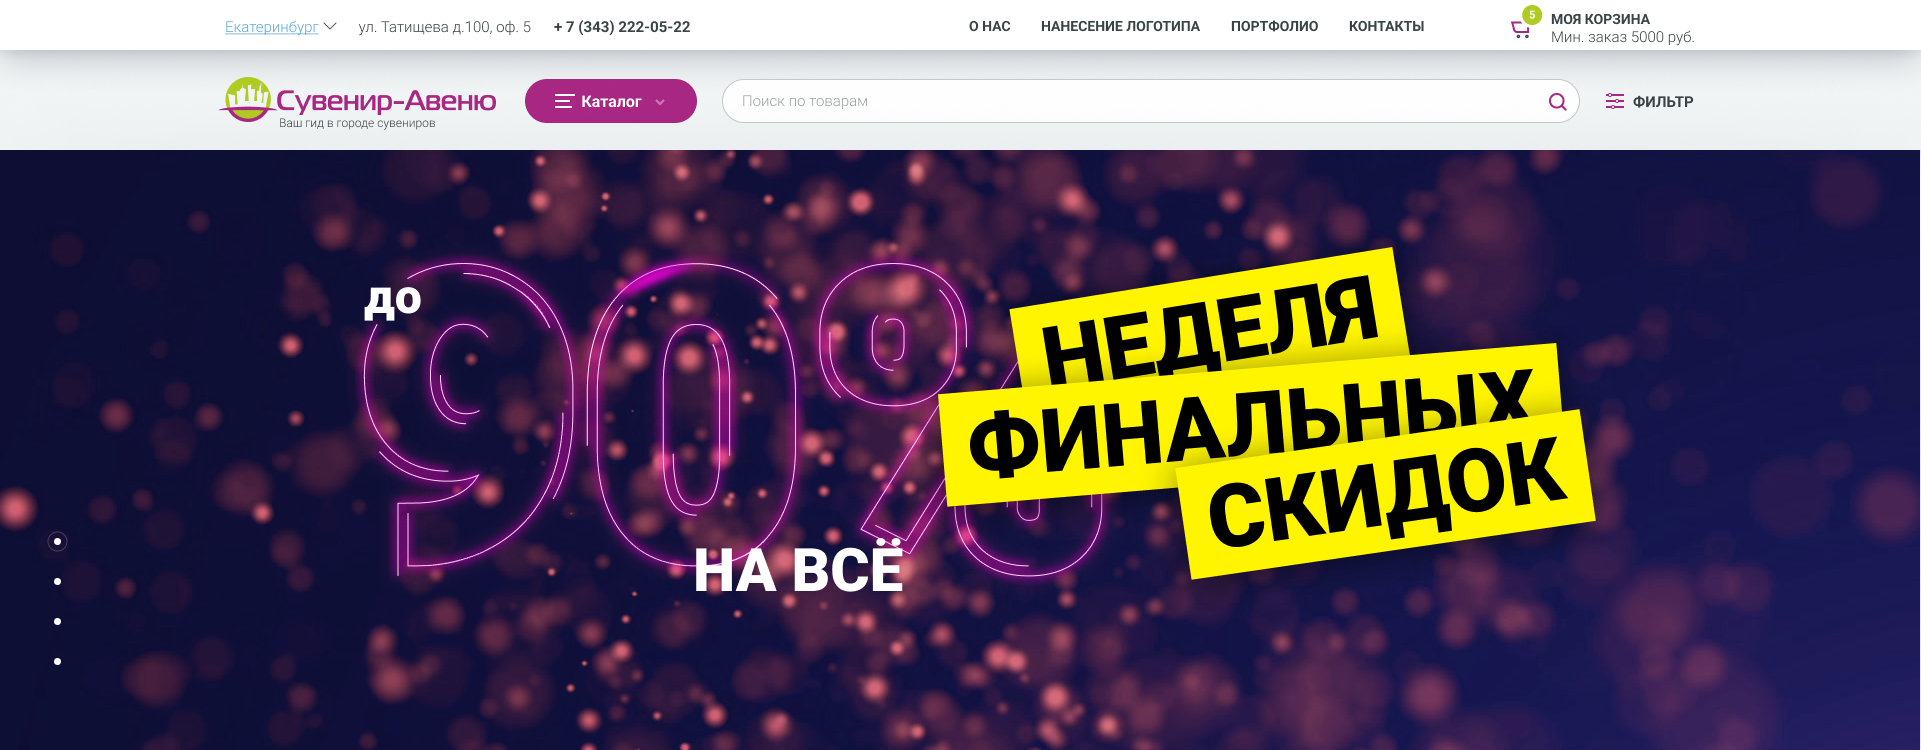 Екатеринбург
ул. Татищева д.100, оф. 5
+ 7 (343) 222-05-22
О НАС
НАНЕСЕНИЕ ЛОГОТИПА
ПОРТФОЛИО
КОНТАКТЫ
5
МОЯ КОРЗИНА
Мин. заказ 5000 руб.
Сувенир-Авеню
Ваш гид в городе сувениров
Каталог
Поиск по товарам
ФИЛЬТР
до
90%
НА ВСЁ
НЕДЕЛЯ
ФИНАЛЬНЫХ
СКИДОК